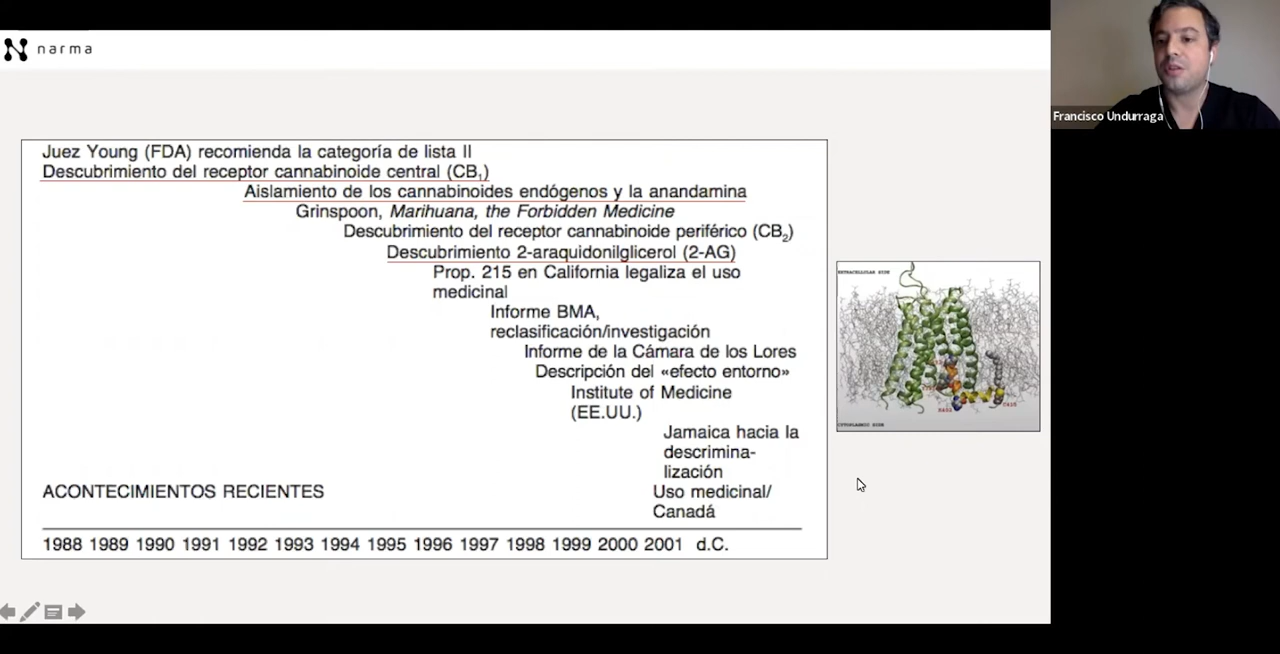 narma
Francisco Undurraga
Juez Young (FDA) recomienda la categoría de lista II
Descubrimiento del receptor cannabinoide central (CB₁)
Aislamiento de los cannabinoides endógenos y la anandamina
Grinspoon, Marihuana, the Forbidden Medicine
Descubrimiento del receptor cannabinoide periférico (CB₂)
Descubrimiento 2-araquidonilglicerol (2-AG)
Prop. 215 en California legaliza el uso
medicinal
Informe BMA,
reclasificación/investigación
Informe de la Cámara de los Lores
Descripción del «efecto entorno»
Institute of Medicine
(EE.UU.)
Jamaica hacia la
descrimina-
lización
ACONTECIMIENTOS RECIENTES
Uso medicinal/
Canadá
1988 1989 1990 1991 1992 1993 1994 1995 1996 1997 1998 1999 2000 2001 d.C.
EXTRACELLULAR SIDE
CYTOPLASMIC SIDE